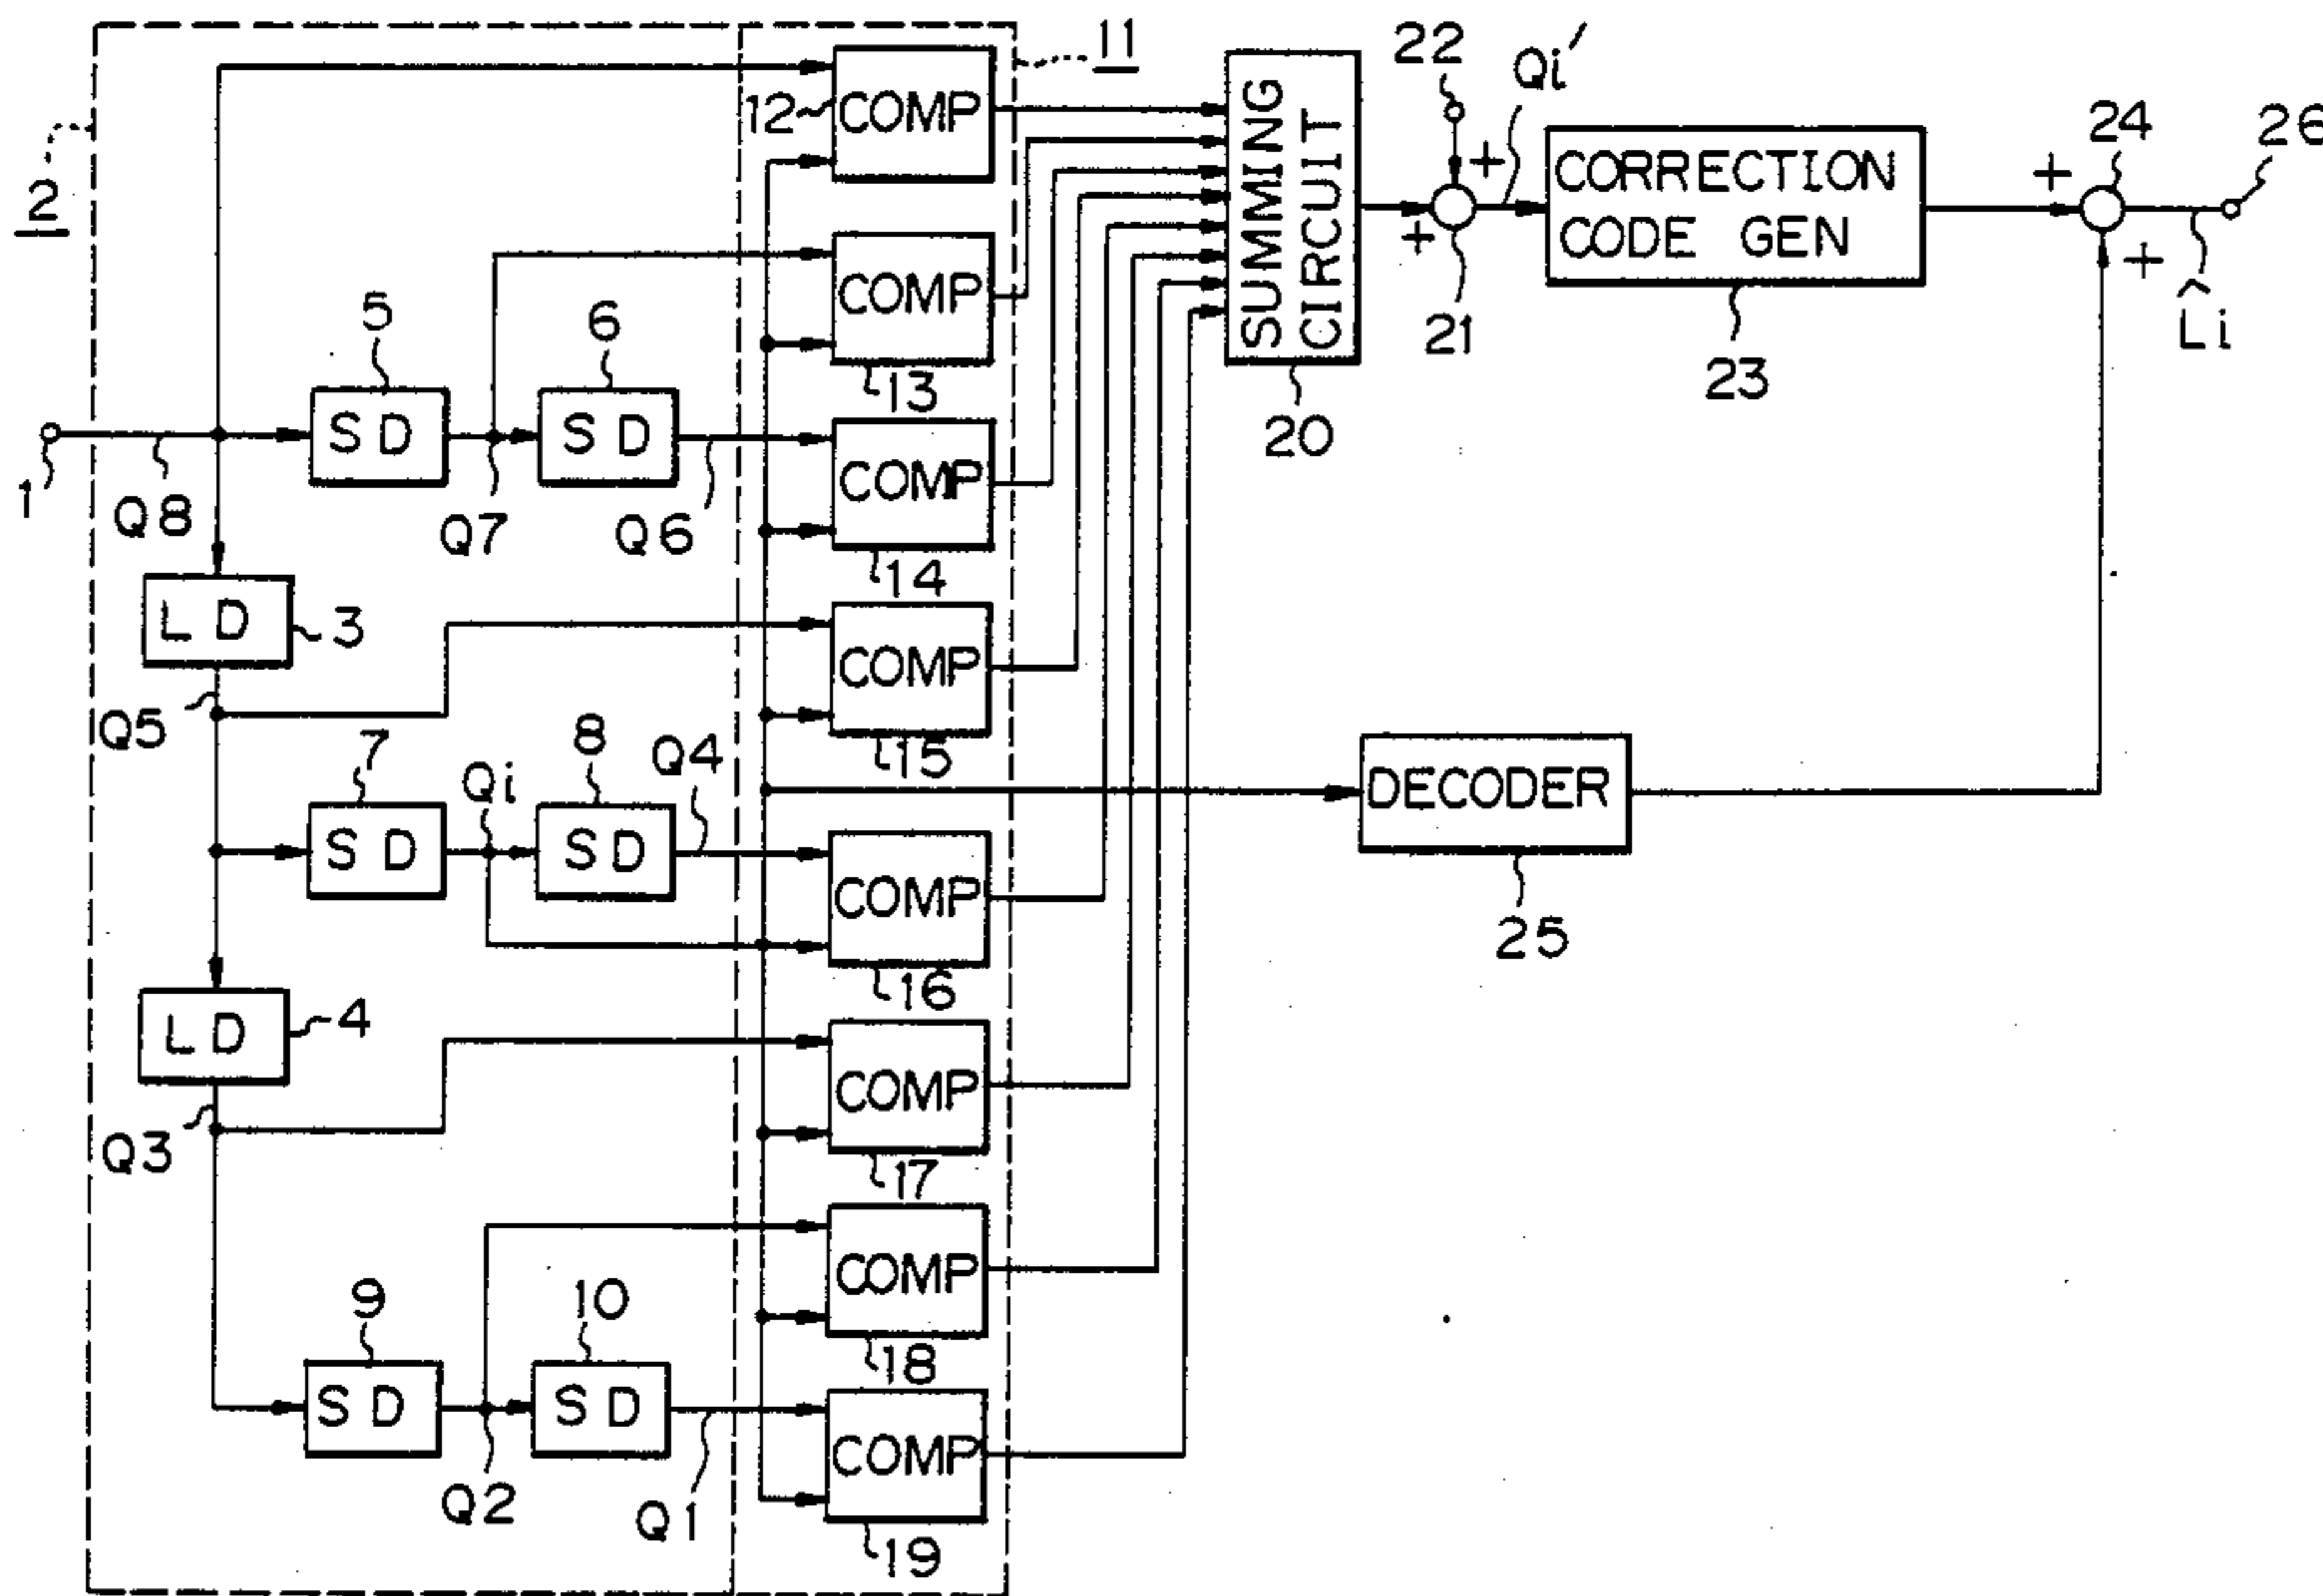 11
22
Qi′
24
26
2
12
COMP
SUMMING
CIRCUIT
+
CORRECTION
CODE GEN
+
+
21
+
Li
5
6
COMP
13
23
20
1
SD
SD
COMP
Q8
Q7
Q6
14
LD
3
COMP
Q5
15
7
8
Q4
Qi
DECODER
SD
SD
COMP
25
16
LD
4
COMP
Q3
17
COMP
9
10
18
SD
SD
COMP
Q2
Q1
19